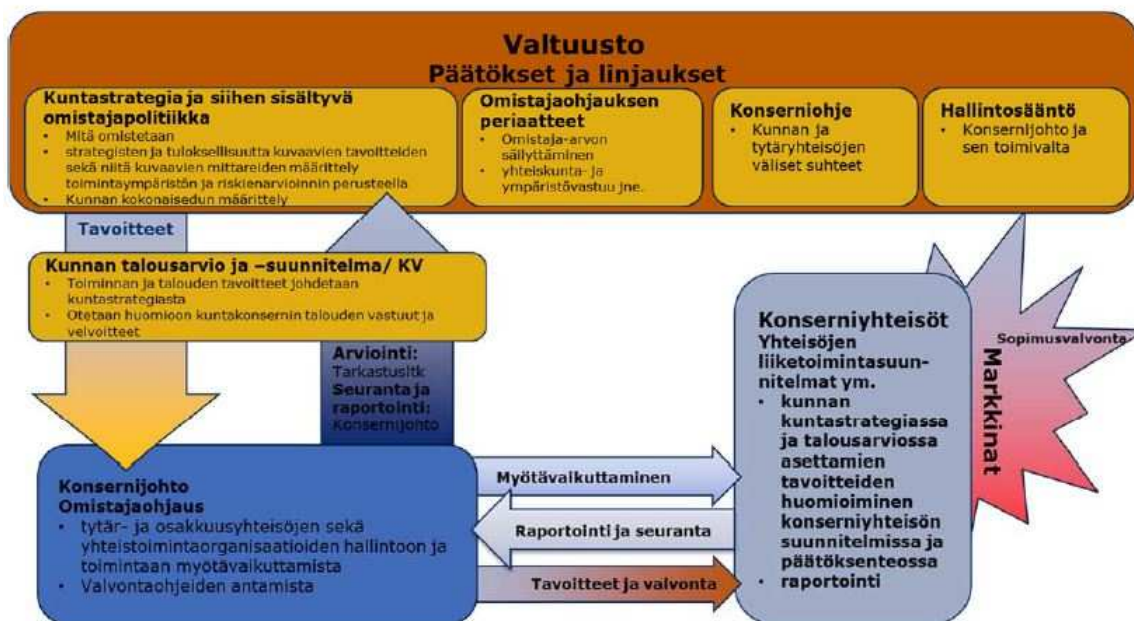 Valtuusto
Päätökset ja linjaukset
Kuntastrategia ja siihen sisältyvä
omistajapolitiikka
• Mitä omistetaan
• strategisten ja tuloksellisuutta kuvaavien tavoitteiden
sekä niitä kuvaavien mittareiden määrittely
toimintaympäristön ja riskienarvioinnin perusteella
• Kunnan kokonaisedun määrittely
Omistajaohjauksen
periaatteet
• Omistaja-arvon
säilyttäminen
• yhteiskunta- ja
ympäristövastuu jne.
Konserniohje
• Kunnan ja
tytäryhteisöjen
väliset suhteet
Hallintosääntö
• Konsernijohto ja
sen toimivalta
Tavoitteet
Kunnan talousarvio ja –suunnitelma/ KV
• Toiminnan ja talouden tavoitteet johdetaan
kuntastrategiasta
• Otetaan huomioon kuntakonsernin talouden vastuut ja
velvoitteet
Arviointi:
Tarkastusltk
Seuranta ja
raportointi:
Konsernijohto
Konsernijohto
Omistajaohjaus
• tytär- ja osakkuusyhteisöjen sekä
yhteistoimintaorganisaatioiden hallintoon ja
toimintaan myötävaikuttamista
• Valvontaohjeiden antamista
Myötävaikuttaminen
Raportointi ja seuranta
Tavoitteet ja valvonta
Konserniyhteisöt
Yhteisöjen
liiketoimintasuun-
nitelmat ym.
• kunnan
kuntastrategiassa
ja talousarviossa
asettamien
tavoitteiden
huomioiminen
konserniyhteisön
suunnitelmissa ja
päätöksenteossa
• raportointi
Markkinat
Sopimusvalvonta